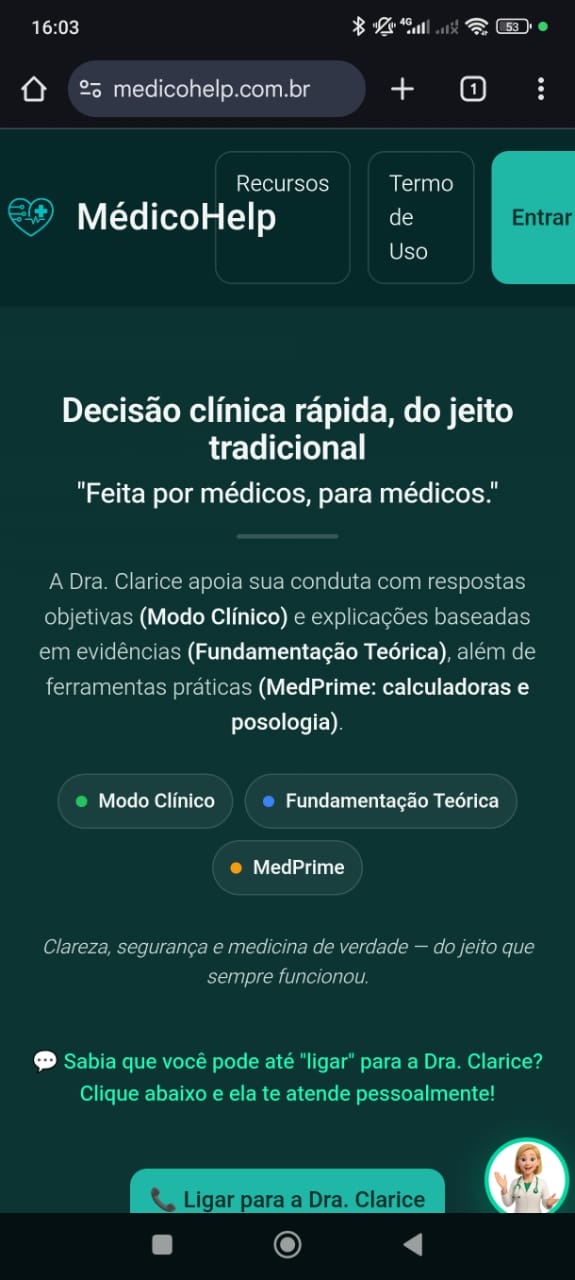 16:03
4G
53
medicohelp.com.br
1
MédicoHelp
Recursos
Termo
de
Uso
Entrar
Decisão clínica rápida, do jeito
tradicional
"Feita por médicos, para médicos."
A Dra. Clarice apoia sua conduta com respostas
objetivas (Modo Clínico) e explicações baseadas
em evidências (Fundamentação Teórica), além de
ferramentas práticas (MedPrime: calculadoras e
posologia).
Modo Clínico
Fundamentação Teórica
MedPrime
Clareza, segurança e medicina de verdade — do jeito que
sempre funcionou.
💬 Sabia que você pode até "ligar" para a Dra. Clarice?
Clique abaixo e ela te atende pessoalmente!
📞 Ligar para a Dra. Clarice